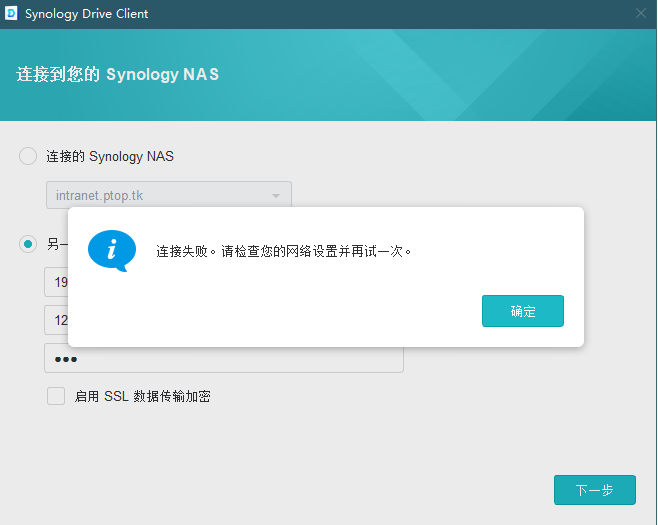 Synology Drive Client
连接到您的 Synology NAS
连接的 Synology NAS
intranet.ptop.tk
另一
连接失败。请检查您的网络设置并再试一次。
19
确定
12
启用 SSL 数据传输加密
下一步